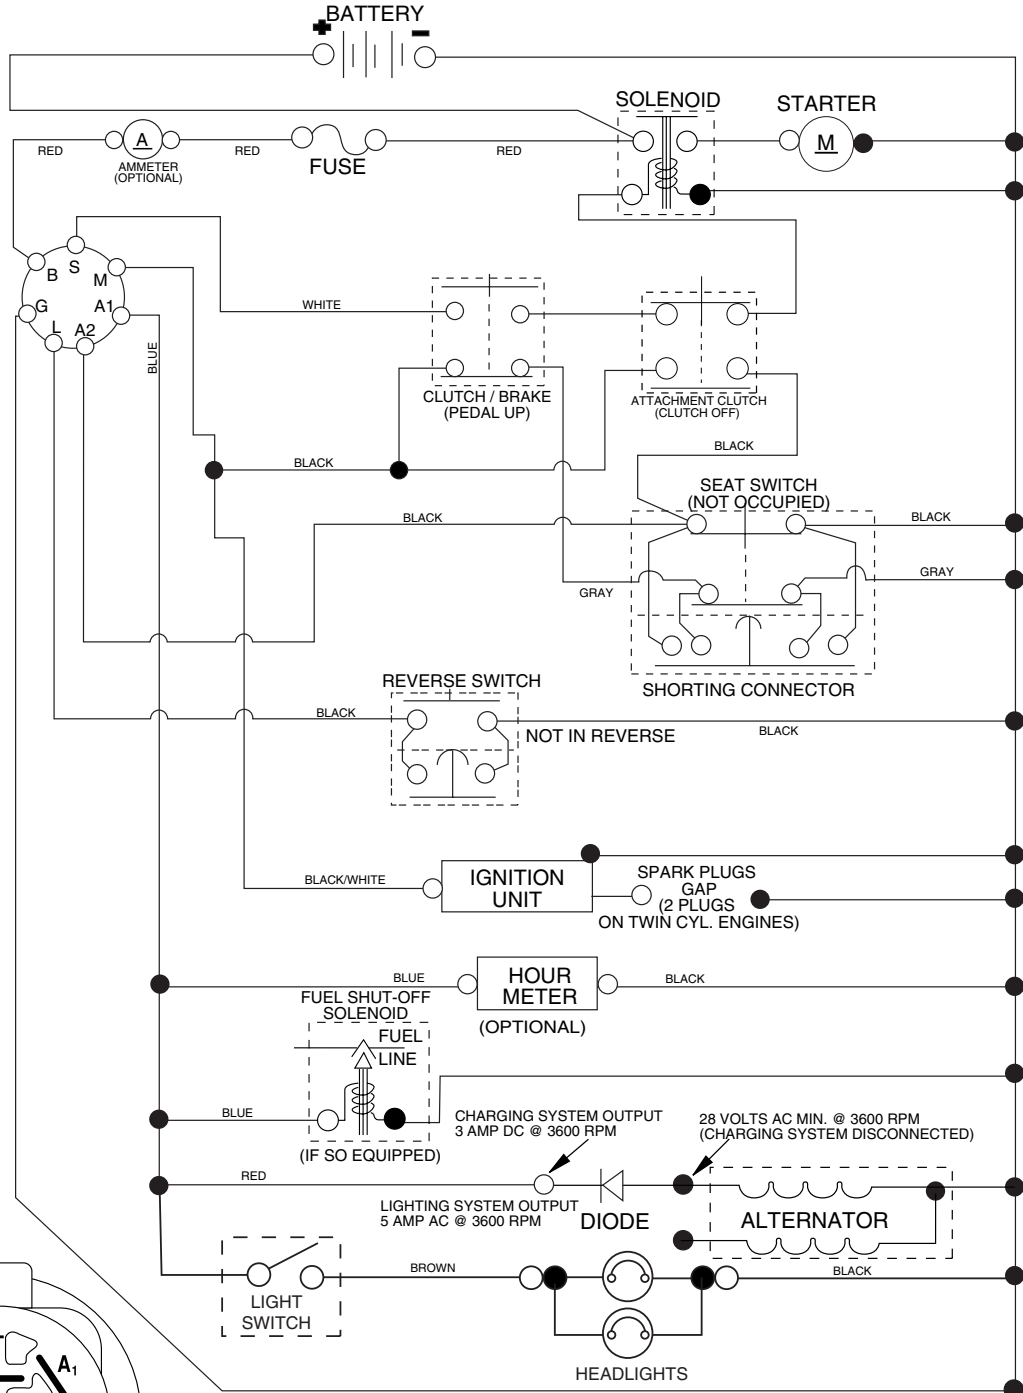 BATTERY
+ -
SOLENOID
STARTER
A
M
RED
RED
RED
AMMETER
(OPTIONAL)
FUSE
B
S
M
G
A1
L
A2
WHITE
BLUE
CLUTCH / BRAKE
(PEDAL UP)
ATTACHMENT CLUTCH
(CLUTCH OFF)
BLACK
BLACK
SEAT SWITCH
(NOT OCCUPIED)
BLACK
BLACK
GRAY
GRAY
SHORTING CONNECTOR
REVERSE SWITCH
BLACK
NOT IN REVERSE
BLACK
BLACK/WHITE
IGNITION
UNIT
SPARK PLUGS
GAP
(2 PLUGS
ON TWIN CYL. ENGINES)
BLUE
HOUR
METER
BLACK
(OPTIONAL)
FUEL SHUT-OFF
SOLENOID
FUEL
LINE
BLUE
(IF SO EQUIPPED)
CHARGING SYSTEM OUTPUT
3 AMP DC @ 3600 RPM
28 VOLTS AC MIN. @ 3600 RPM
(CHARGING SYSTEM DISCONNECTED)
RED
LIGHTING SYSTEM OUTPUT
5 AMP AC @ 3600 RPM
DIODE
ALTERNATOR
BROWN
BLACK
LIGHT
SWITCH
HEADLIGHTS
A1